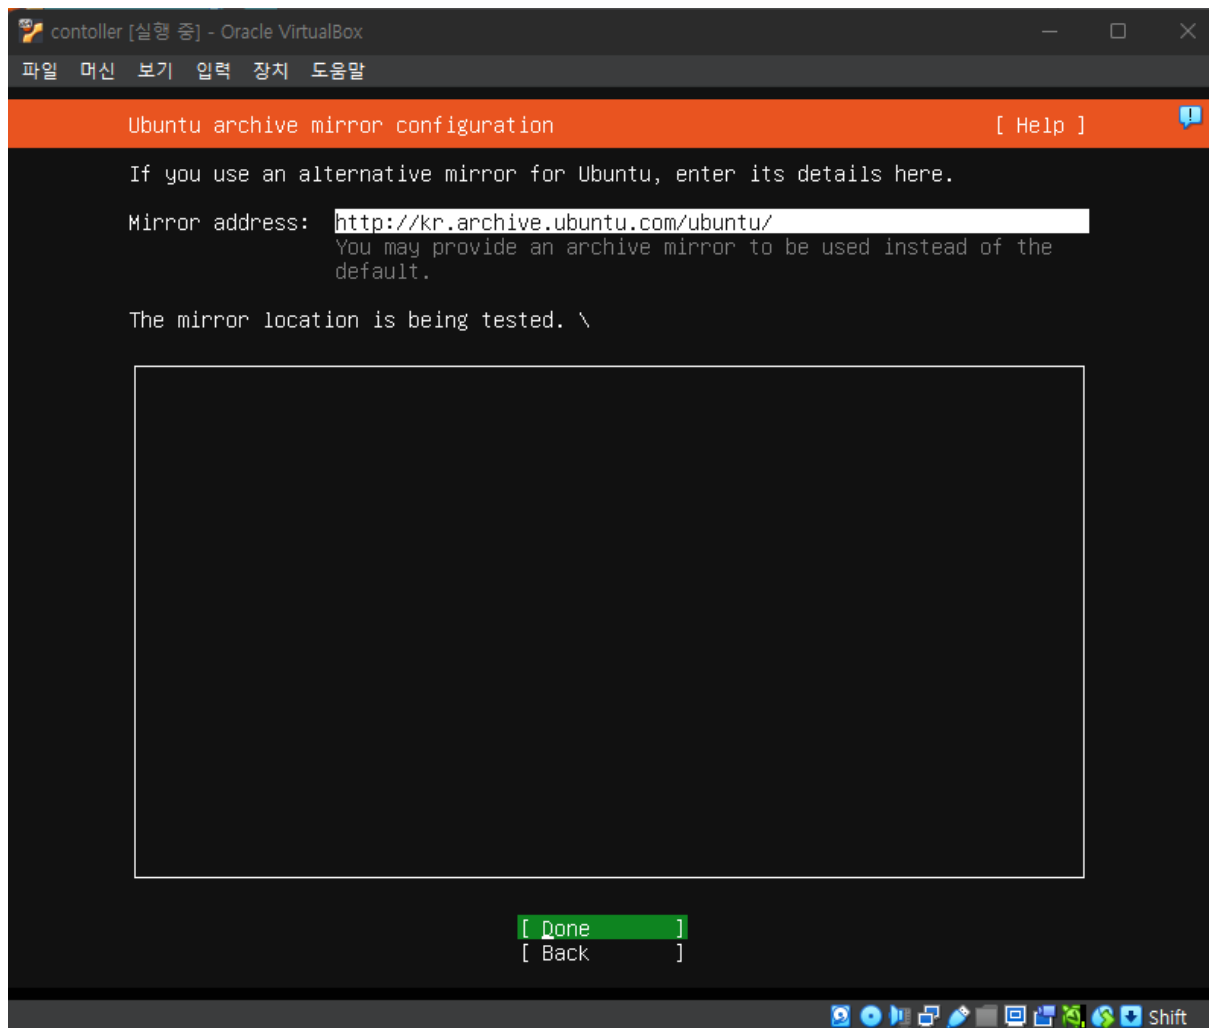 contoller [실행 중] - Oracle VirtualBox
파일 머신 보기 입력 장치 도움말
Ubuntu archive mirror configuration [ Help ]
If you use an alternative mirror for Ubuntu, enter its details here.
Mirror address: http://kr.archive.ubuntu.com/ubuntu/
You may provide an archive mirror to be used instead of the
default.
The mirror location is being tested. \
[ Done ]
[ Back ]
Shift